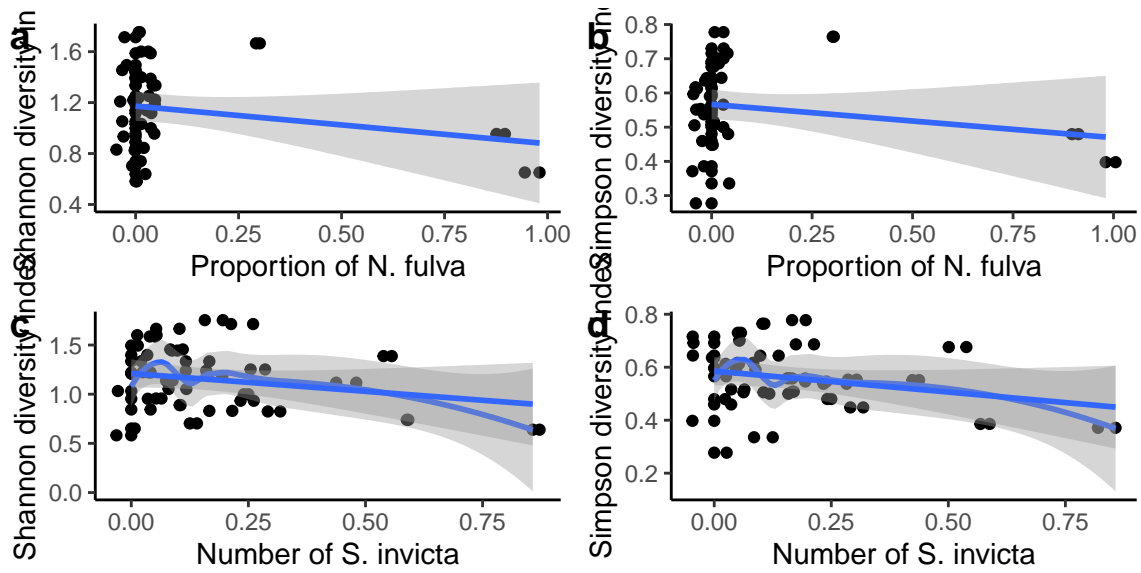 a
Shannon diversity index
1.6
1.2
0.8
0.4
0.00 0.25 0.50 0.75 1.00
Proportion of N. fulva
b
Simpson diversity
0.8
0.7
0.6
0.5
0.4
0.3
0.00 0.25 0.50 0.75 1.00
Proportion of N. fulva
c
Shannon diversity index
1.5
1.0
0.5
0.0
0.00 0.25 0.50 0.75
Number of S. invicta
d
Simpson diversity index
0.8
0.6
0.4
0.2
0.00 0.25 0.50 0.75
Number of S. invicta